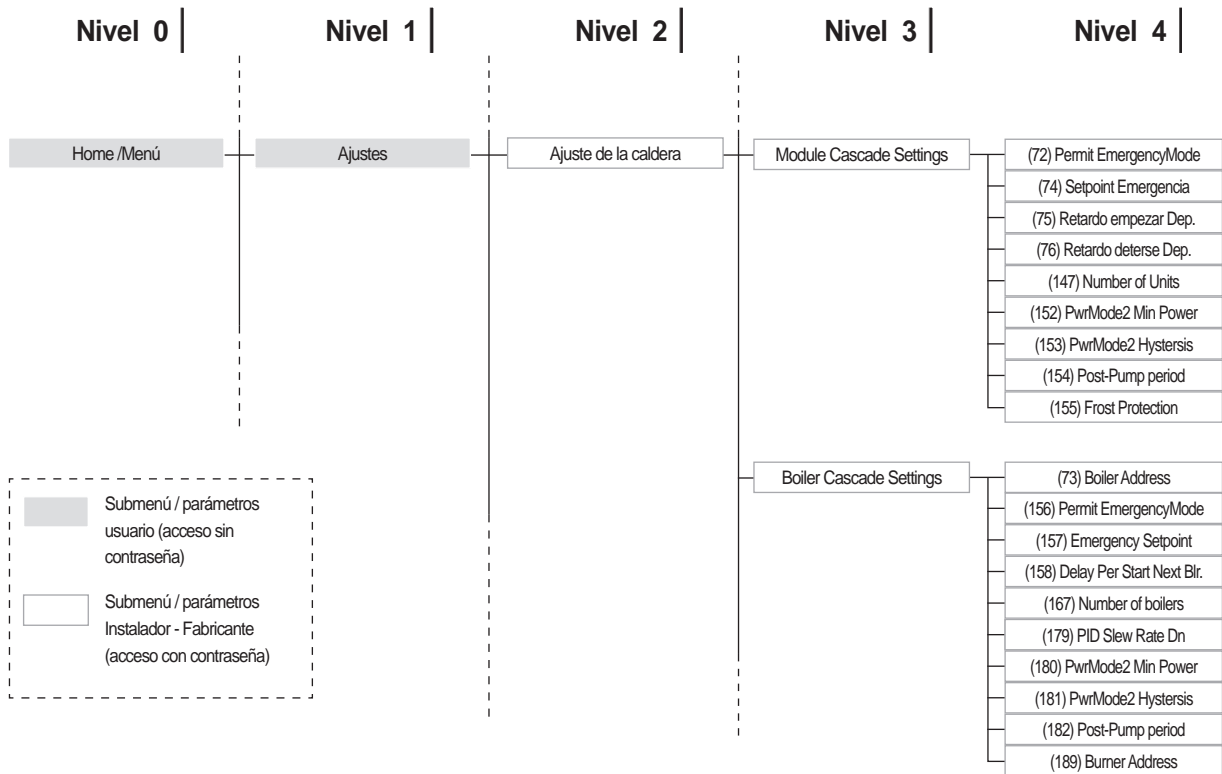 Nivel 0
Nivel 1
Nivel 2
Nivel 3
Nivel 4
Home /Menú
Ajustes
Ajuste de la caldera
Module Cascade Settings
(72) Permit EmergencyMode
(74) Setpoint Emergencia
(75) Retardo empezar Dep.
(76) Retardo deterse Dep.
(147) Number of Units
(152) PwrMode2 Min Power
(153) PwrMode2 Hystersis
(154) Post-Pump period
(155) Frost Protection
Boiler Cascade Settings
(73) Boiler Address
(156) Permit EmergencyMode
(157) Emergency Setpoint
(158) Delay Per Start Next Blr.
(167) Number of boilers
(179) PID Slew Rate Dn
(180) PwrMode2 Min Power
(181) PwrMode2 Hystersis
(182) Post-Pump period
(189) Burner Address
Submenú / parámetros
usuario (acceso sin
contraseña)
Submenú / parámetros
Instalador - Fabricante
(acceso con contraseña)